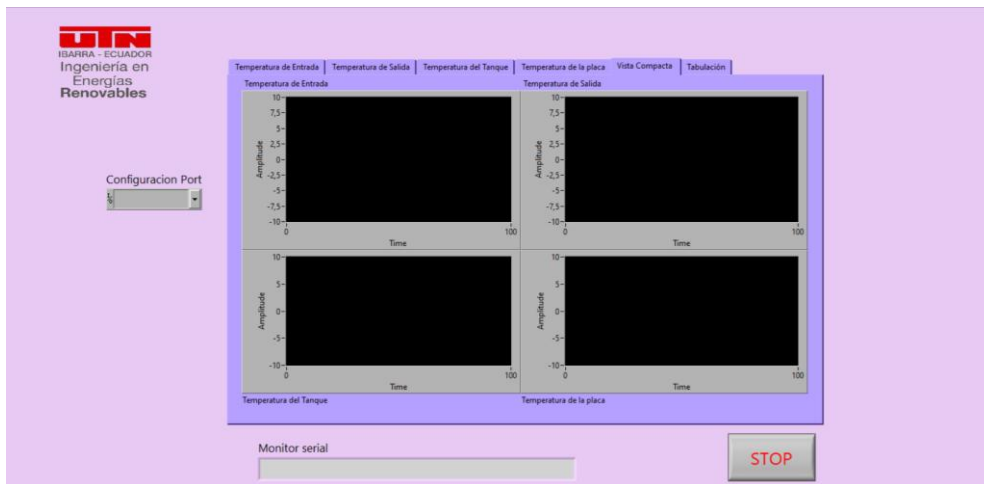 UTN
IBARRA - ECUADOR
Ingeniería en
Energías
Renovables
Temperatura de Entrada Temperatura de Salida Temperatura del Tanque Temperatura de la placa Vista Compacta Tabulación
Temperatura de Entrada Temperatura de Salida
10
7,5
5
2,5
0
-2,5
-5
-7,5
-10
Amplitude
0 100
Time
10
7,5
5
2,5
0
-2,5
-5
-7,5
-10
Amplitude
0 100
Time
Configuracion Port
10
5
0
-5
-10
Amplitude
0 100
Time
10
5
0
-5
-10
Amplitude
0 100
Time
Temperatura del Tanque Temperatura de la placa
Monitor serial
STOP